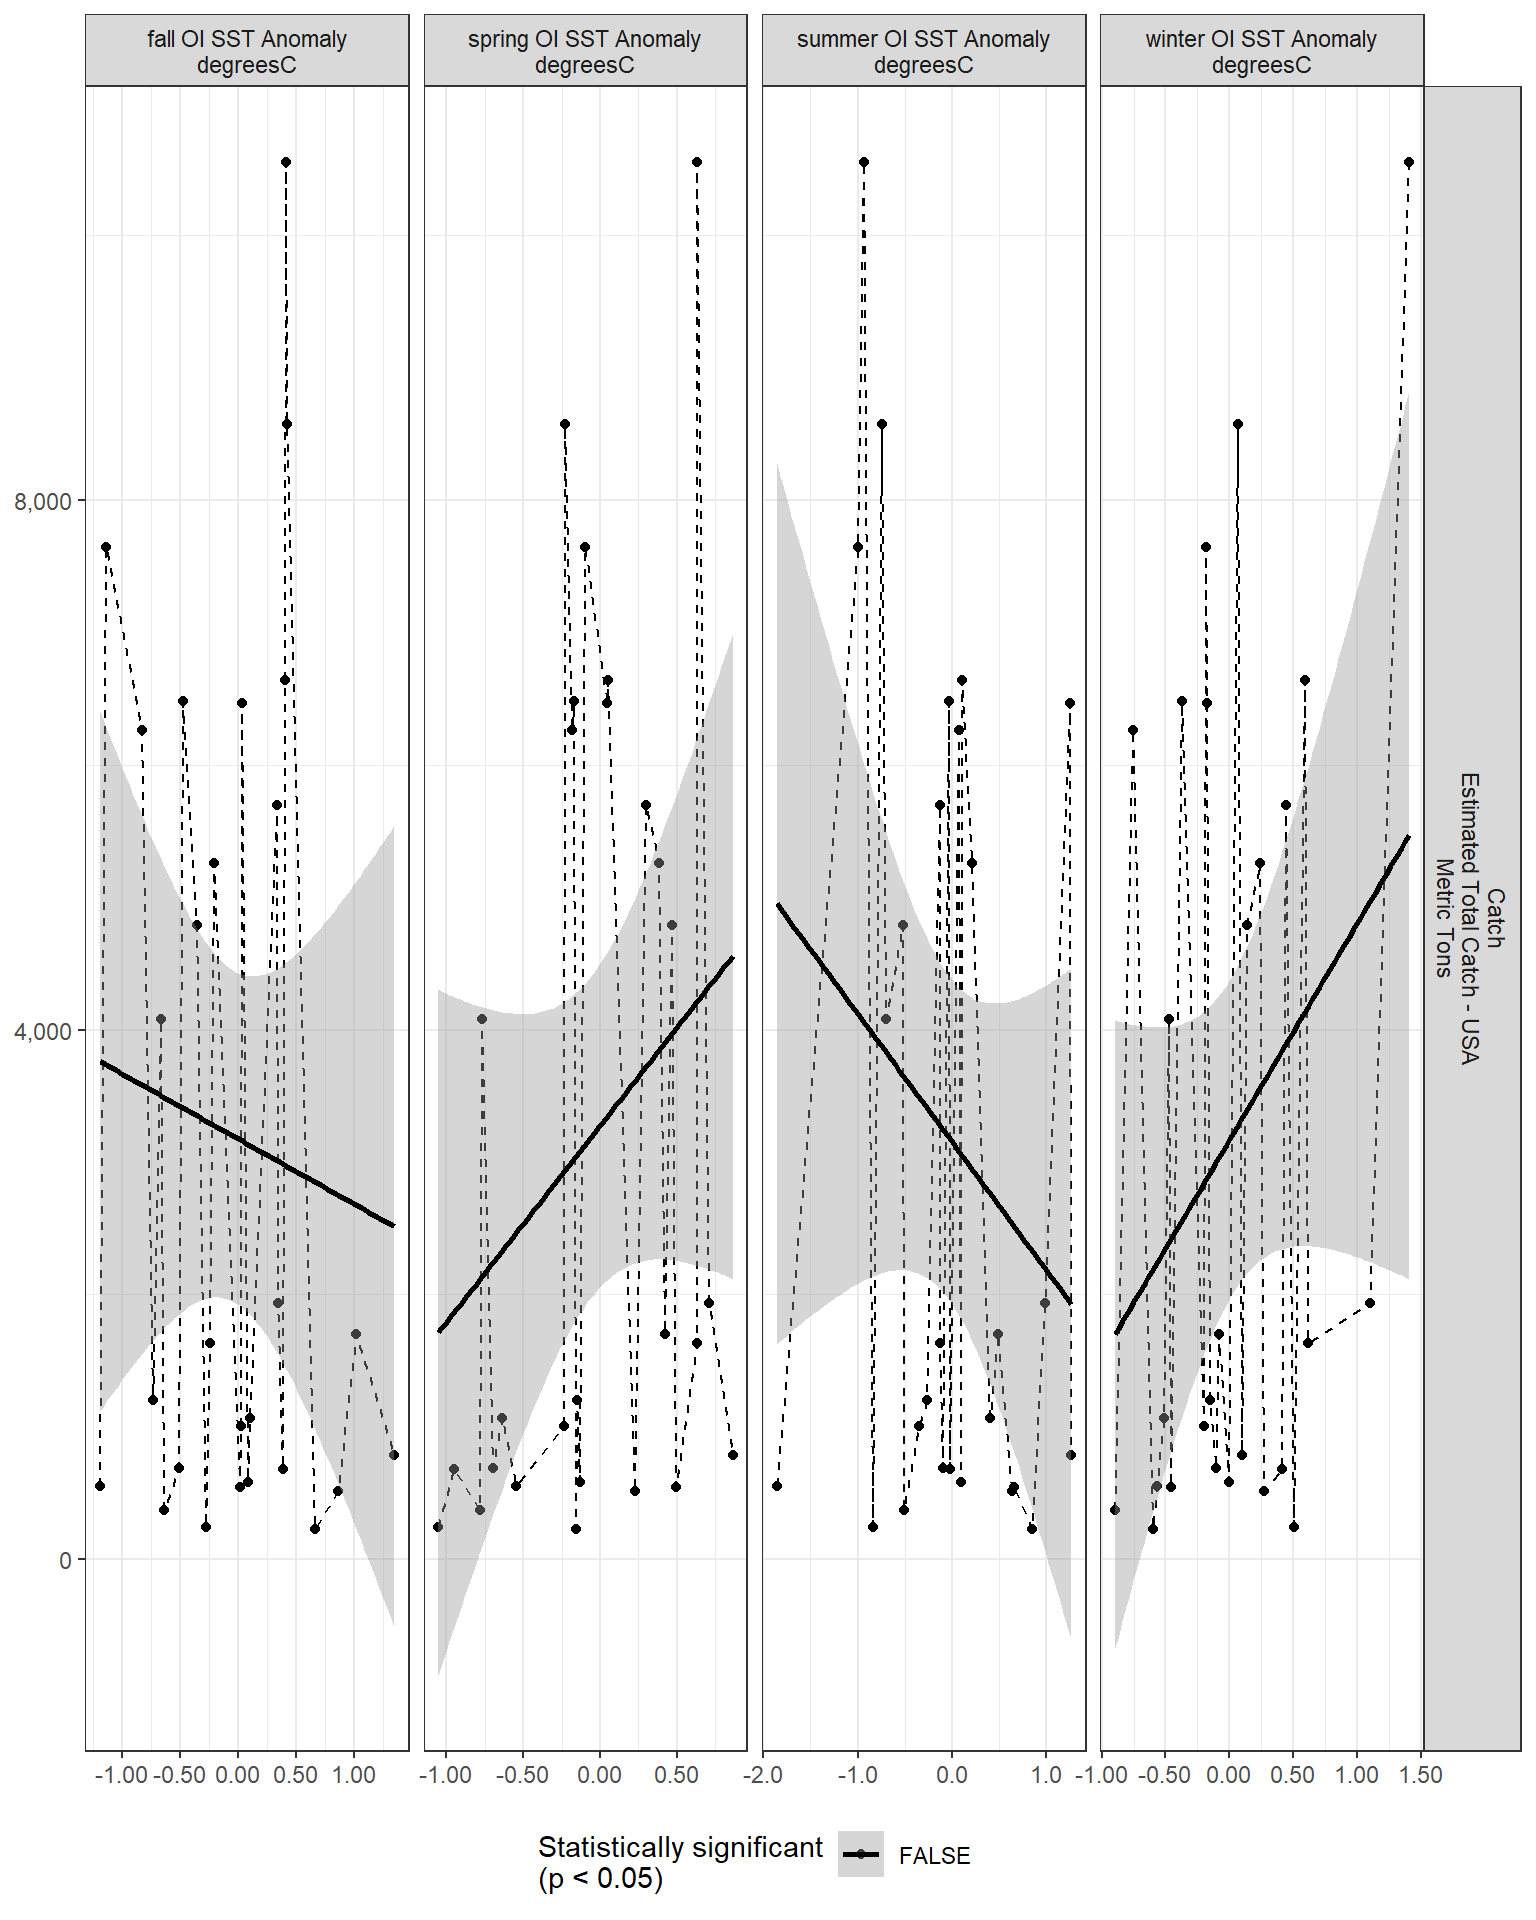 fall OI SST Anomaly
degreesC
spring OI SST Anomaly
degreesC
summer OI SST Anomaly
degreesC
winter OI SST Anomaly
degreesC
8,000
4,000
0
Catch
Estimated Total Catch - USA
Metric Tons
-1.00 -0.50 0.00 0.50 1.00
-1.00 -0.50 0.00 0.50
-2.0 -1.0 0.0 1.0
-1.00 -0.50 0.00 0.50 1.00 1.50
Statistically significant
(p < 0.05)
FALSE